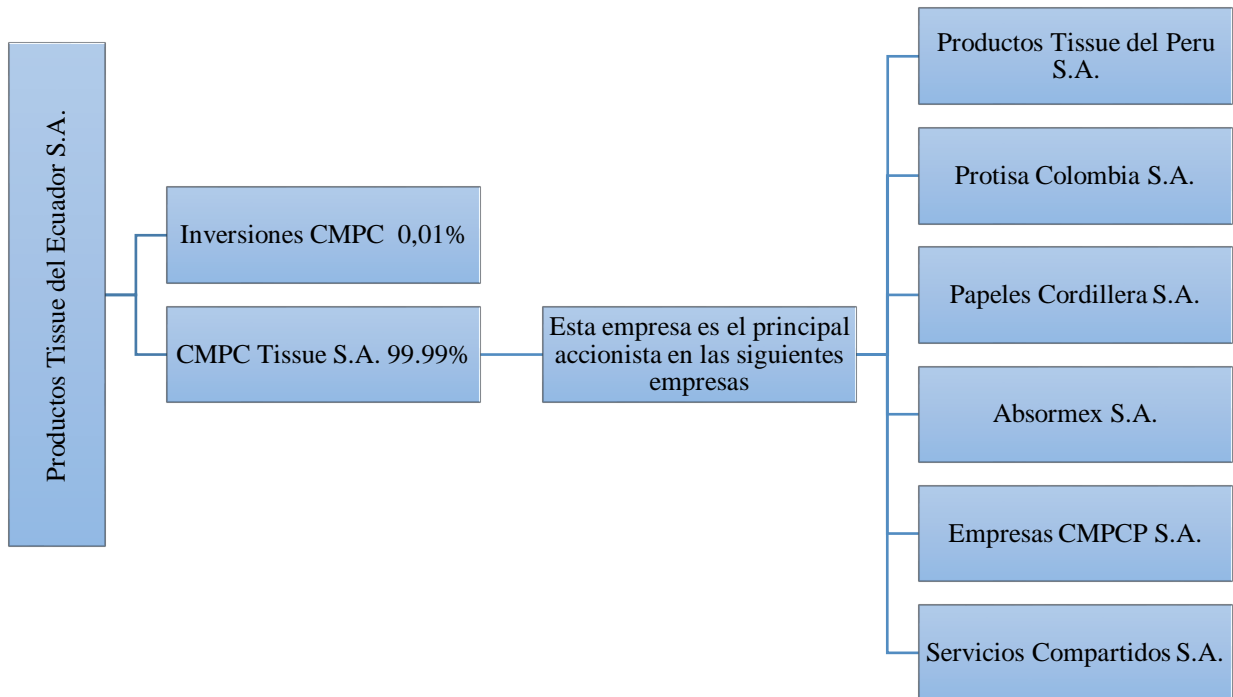 Productos Tissue del Ecuador S.A.
Inversiones CMPC  0,01%
CMPC Tissue S.A. 99.99%
Esta empresa es el principal
accionista en las siguientes
empresas
Productos Tissue del Peru
S.A.
Protisa Colombia S.A.
Papeles Cordillera S.A.
Absormex S.A.
Empresas CMPCP S.A.
Servicios Compartidos S.A.